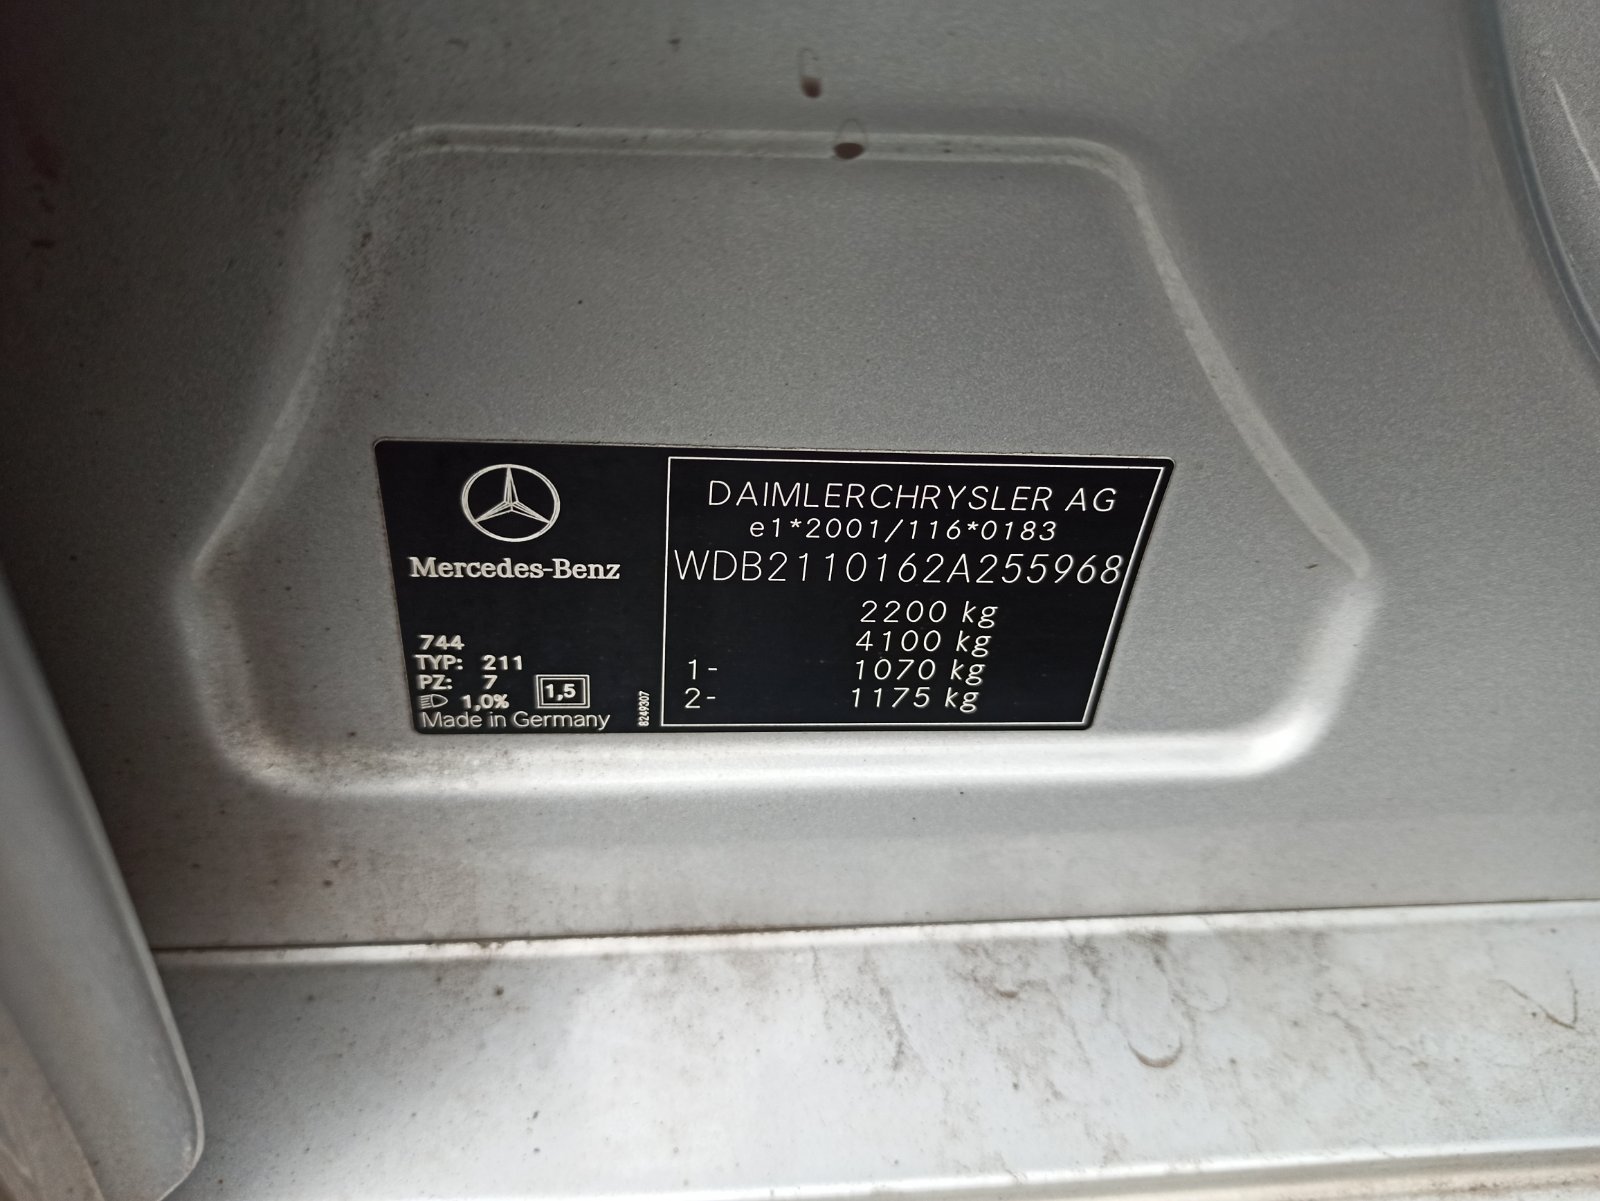 Mercedes-Benz
744
TYP: 211
PZ: 7
1,0%
1,5
Made in Germany
8249307
DAIMLERCHRYSLER AG
e1*2001/116*0183
WDB2110162A255968
2200 kg
4100 kg
1- 1070 kg
2- 1175 kg